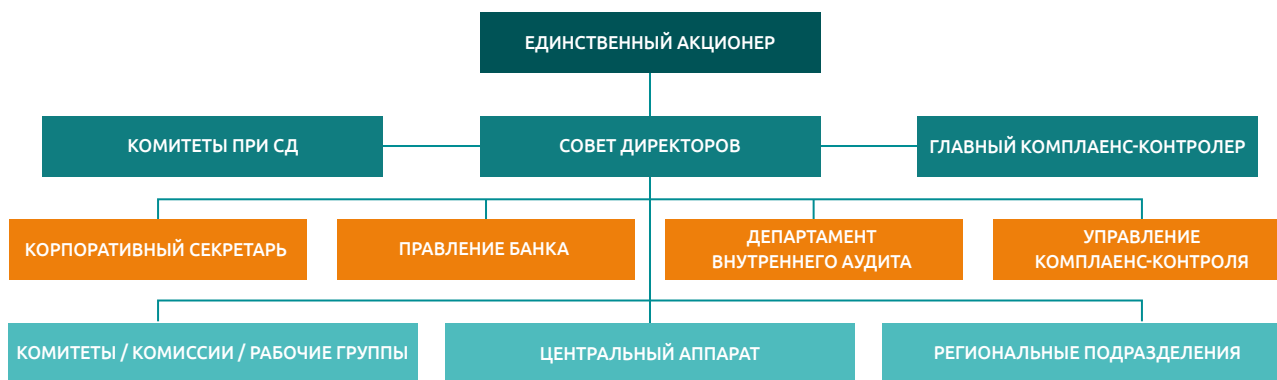 ЕДИНСТВЕННЫЙ АКЦИОНЕР
КОМИТЕТЫ ПРИ СД
СОВЕТ ДИРЕКТОРОВ
ГЛАВНЫЙ КОМПЛАЕНС-КОНТРОЛЕР
КОРПОРАТИВНЫЙ СЕКРЕТАРЬ
ПРАВЛЕНИЕ БАНКА
ДЕПАРТАМЕНТ
ВНУТРЕННЕГО АУДИТА
УПРАВЛЕНИЕ
КОМПЛАЕНС-КОНТРОЛЯ
КОМИТЕТЫ / КОМИССИИ / РАБОЧИЕ ГРУППЫ
ЦЕНТРАЛЬНЫЙ АППАРАТ
РЕГИОНАЛЬНЫЕ ПОДРАЗДЕЛЕНИЯ